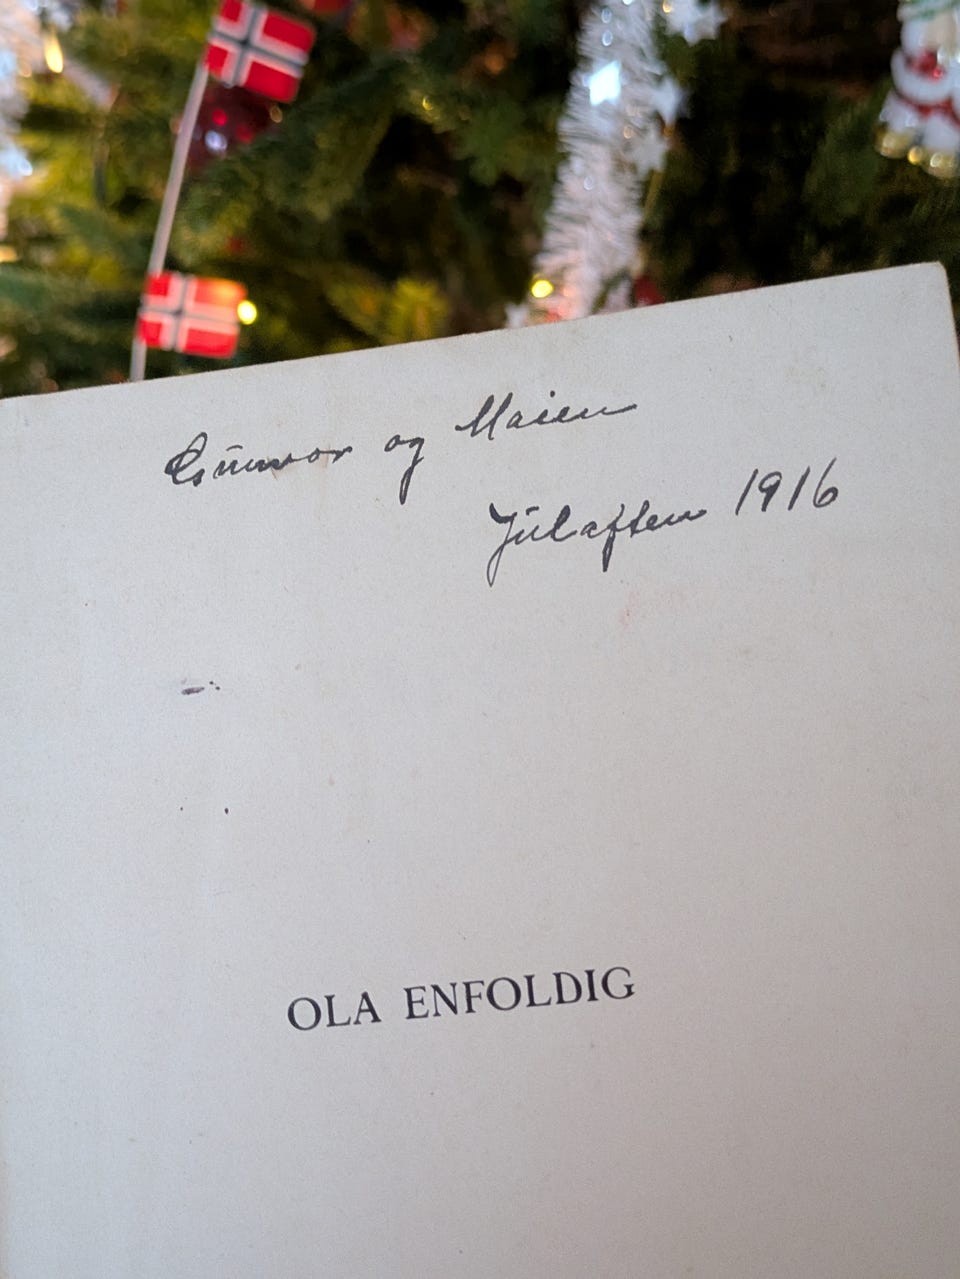 Gunvor og Maien
Julaften 1916
OLA ENFOLDIG